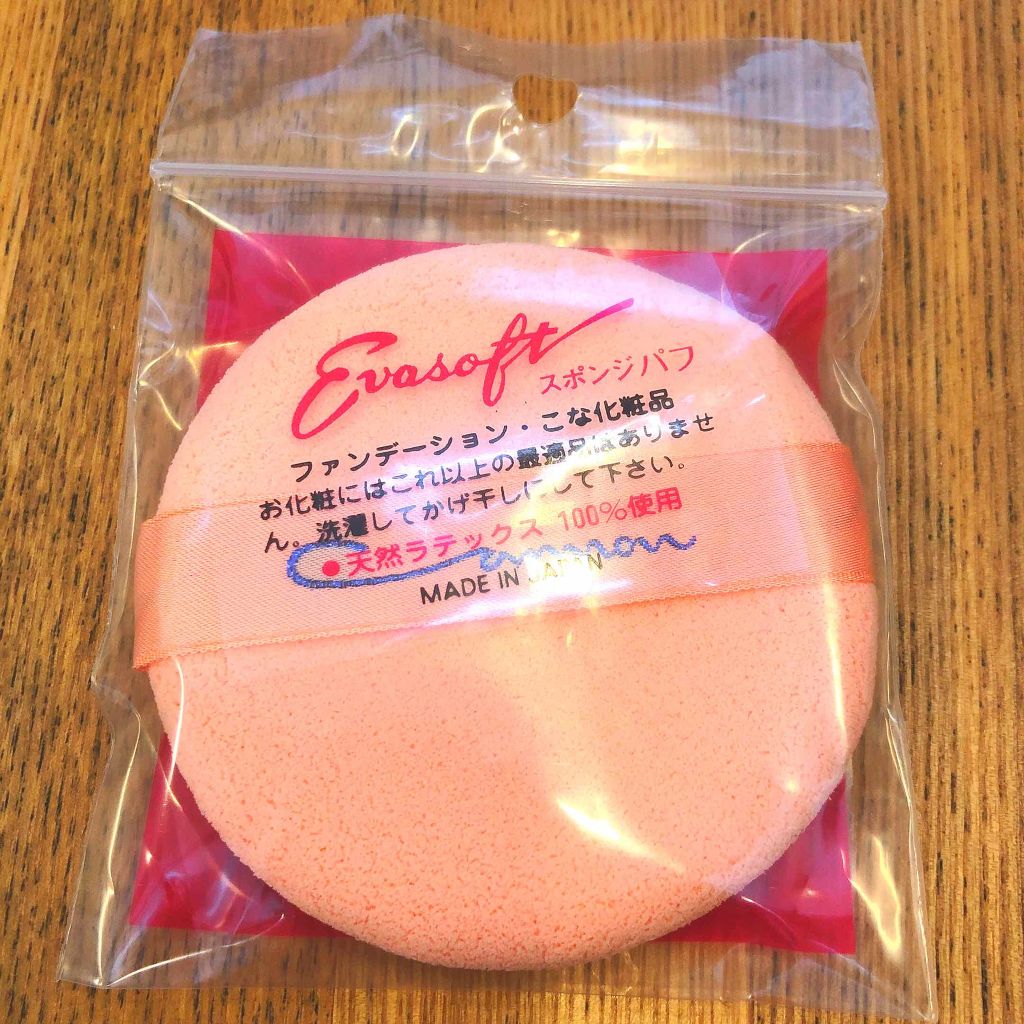 Evasoft
スポンジパフ
ファンデーション・こな化粧品
お化粧にはこれ以上の最適品はありませ
ん。洗濯してかげ干しにして下さい。
●天然ラテックス 100%使用
MADE IN JAPAN